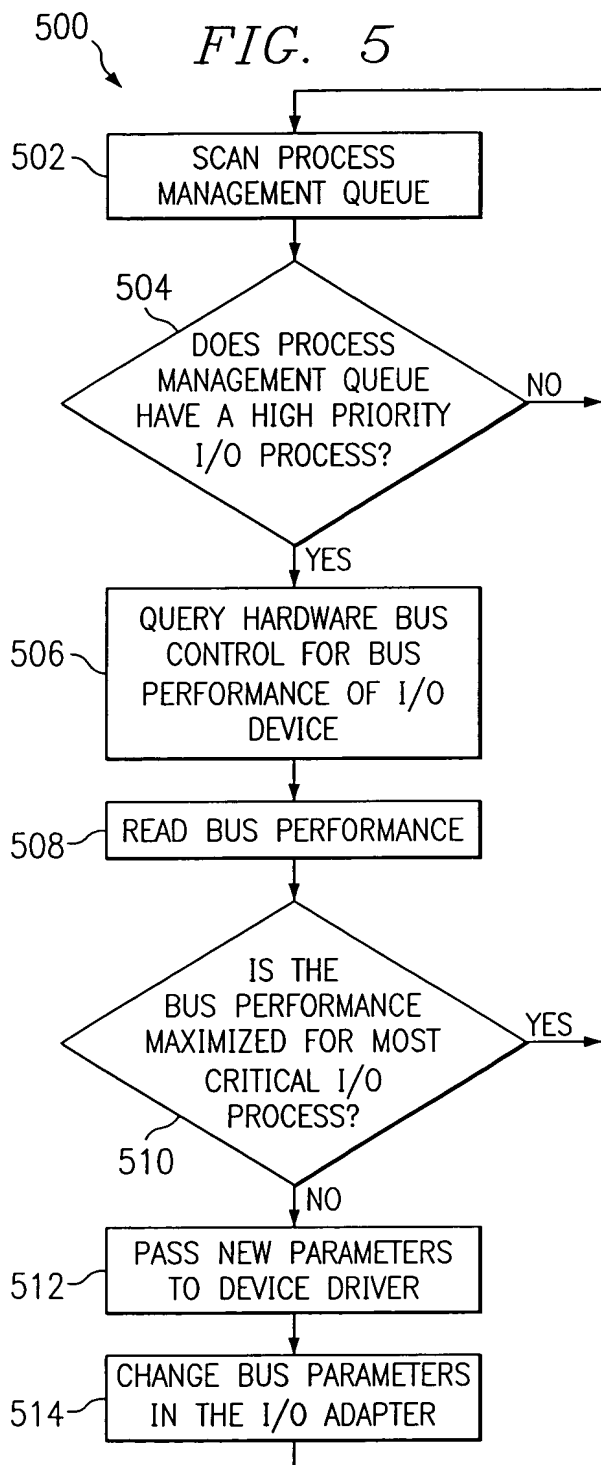 500
FIG. 5
502
SCAN PROCESS
MANAGEMENT QUEUE
504
DOES PROCESS
MANAGEMENT QUEUE
HAVE A HIGH PRIORITY
I/O PROCESS?
NO
YES
506
QUERY HARDWARE BUS
CONTROL FOR BUS
PERFORMANCE OF I/O
DEVICE
508
READ BUS PERFORMANCE
IS THE
BUS PERFORMANCE
MAXIMIZED FOR MOST
CRITICAL I/O
PROCESS?
YES
510
NO
512
PASS NEW PARAMETERS
TO DEVICE DRIVER
514
CHANGE BUS PARAMETERS
IN THE I/O ADAPTER